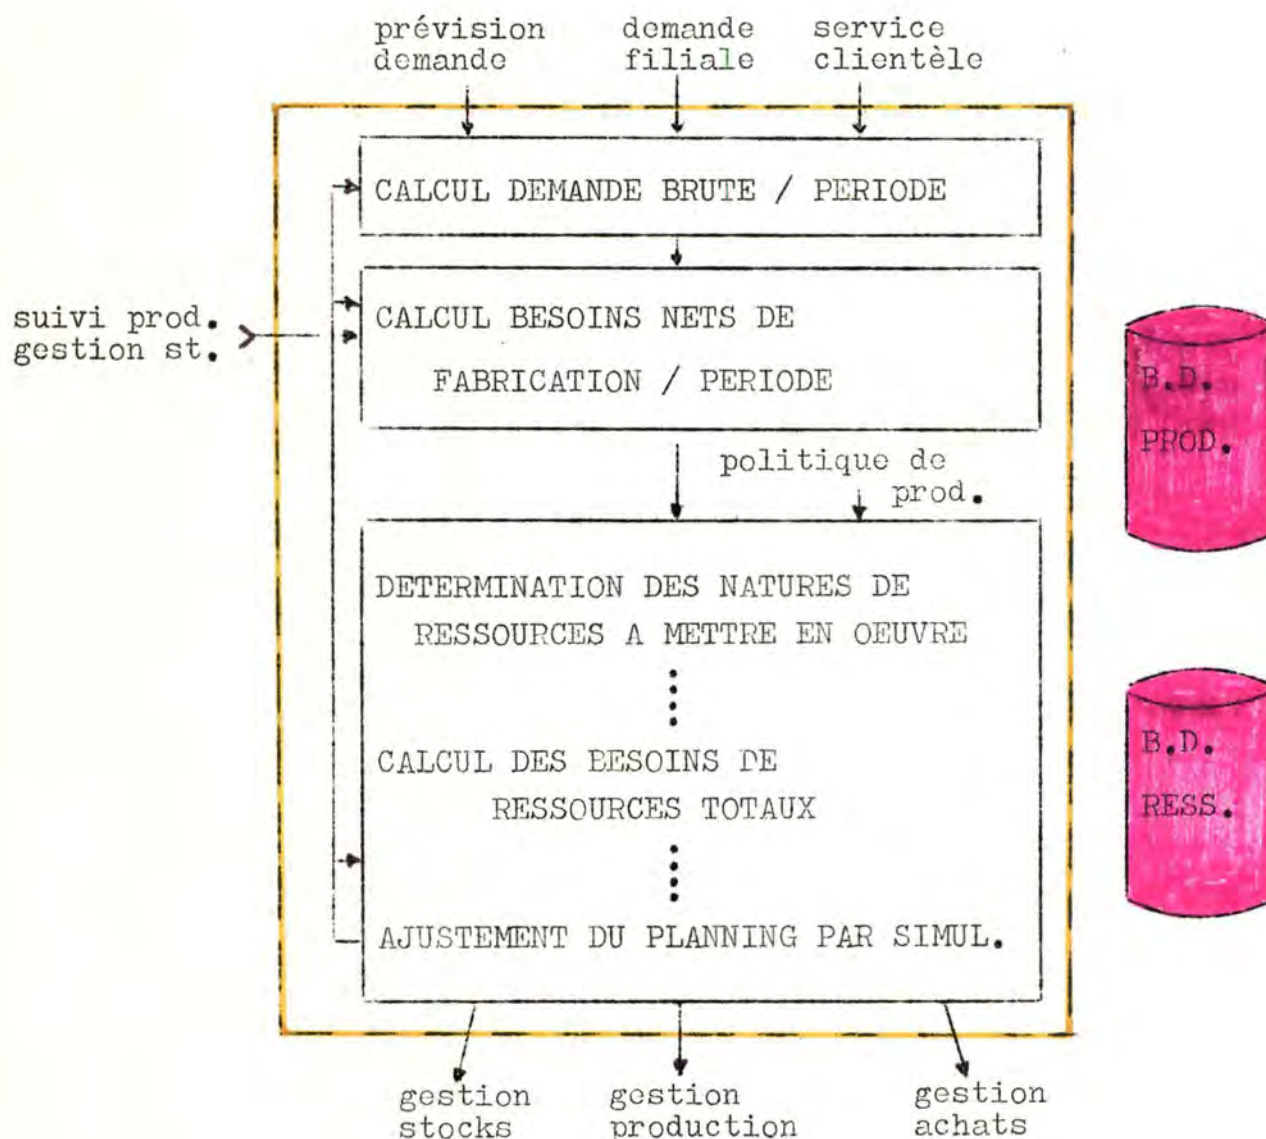 prévision
demande
demande
filiale
service
clientèle
CALCUL DEMANDE BRUTE / PERIODE
suivi prod.
gestion st.
CALCUL BESOINS NETS DE
FABRICATION / PERIODE
B.D.
PROD.
politique de
prod.
DETERMINATION DES NATURES DE
RESSOURCES A METTRE EN OEUVRE
CALCUL DES BESOINS DE
RESSOURCES TOTAUX
B.D.
RESS.
AJUSTEMENT DU PLANNING PAR SIMUL.
gestion
stocks
gestion
production
gestion
achats